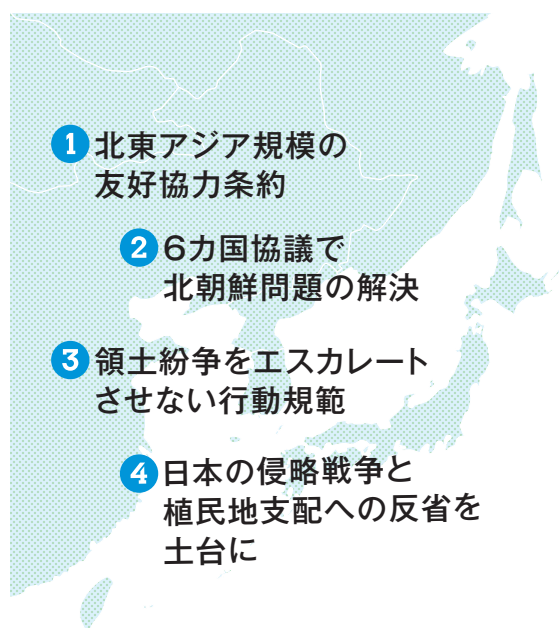 1 北東アジア規模の
友好協力条約
2 6カ国協議で
北朝鮮問題の解決
3 領土紛争をエスカレート
させない行動規範
4 日本の侵略戦争と
植民地支配への反省を
土台に